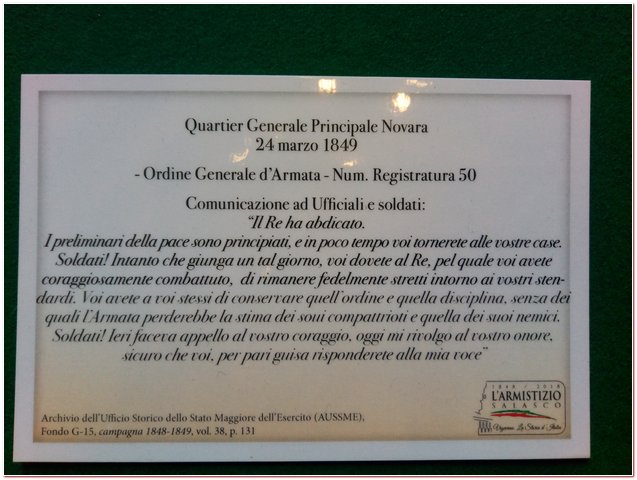 Quartier Generale Principale Novara
24 marzo 1849
- Ordine Generale d'Armata - Num. Registratura 50
Comunicazione ad Ufficiali e soldati:
"Il Re ha abdicato.
I preliminari della pace sono principiati, e in poco tempo voi tornerete alle vostre case.
Soldati! Intanto che giunga un tal giorno, voi dovete al Re, pel quale voi avete
coraggiosamente combattuto, di rimanere fedelmente stretti intorno ai vostri sten-
dardi. Voi avete a voi stessi di conservare quell'ordine e quella disciplina, senza dei
quali l'Armata perderebbe la stima dei soui compattrioti e quella dei suoi nemici.
Soldati! Ieri faceva appello al vostro coraggio, oggi mi rivolgo al vostro onore,
sicuro che voi, per pari guisa risponderete alla mia voce"
1848 / 2018
L'ARMISTIZIO
SALASCO
Vigevano, La Storia d'Italia
Archivio dell'Ufficio Storico dello Stato Maggiore dell'Esercito (AUSSME),
Fondo G-15, campagna 1848-1849, vol. 38, p. 131